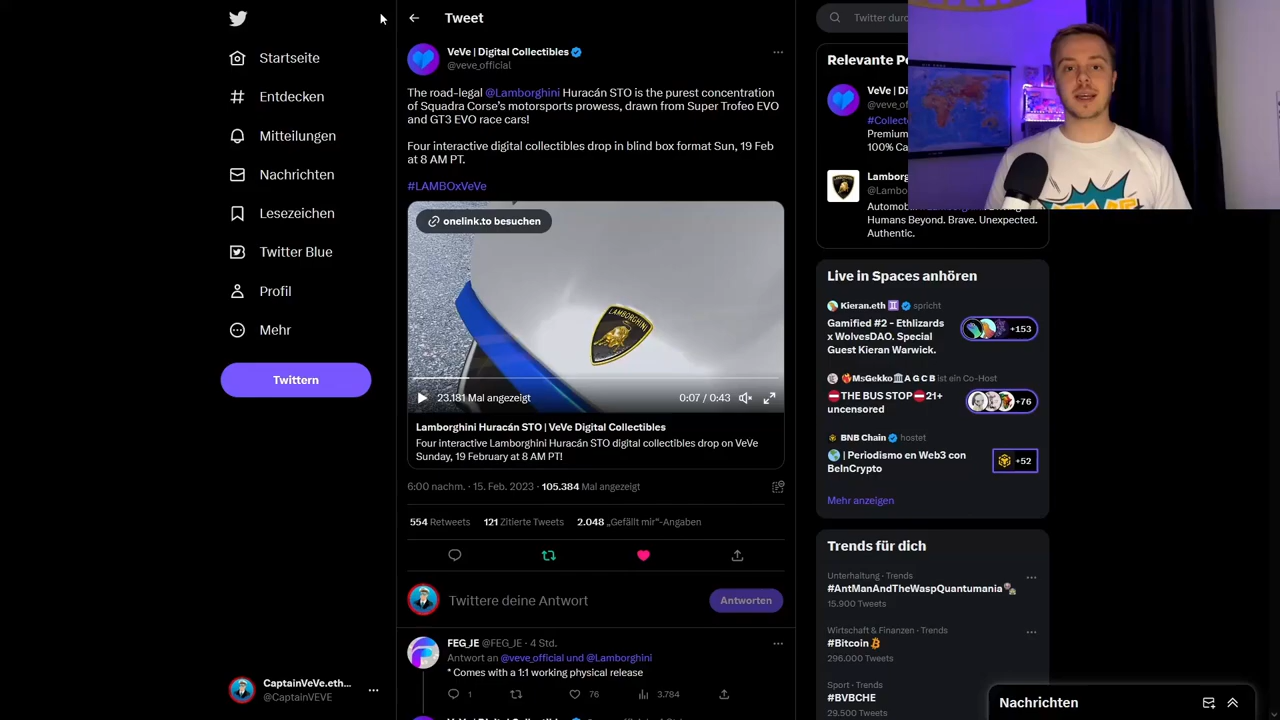 Startseite
Entdecken
Mitteilungen
Nachrichten
Lesezeichen
Twitter Blue
Profil
Mehr
Twittern
CaptainVeVe.eth...
@CaptainVEVE
Tweet
VeVe | Digital Collectibles
@veve_official
The road-legal @Lamborghini Huracán STO is the purest concentration
of Squadra Corse’s motorsports prowess, drawn from Super Trofeo EVO
and GT3 EVO race cars!
Four interactive digital collectibles drop in blind box format Sun, 19 Feb
at 8 AM PT.
#LAMBOxVeVe
onelink.to besuchen
LAMBORGHINI
23.181 Mal angezeigt
0:07 / 0:43
Lamborghini Huracán STO | VeVe Digital Collectibles
Four interactive Lamborghini Huracán STO digital collectibles drop on VeVe
Sunday, 19 February at 8 AM PT!
6:00 nachm. · 15. Feb. 2023 · 105.384 Mal angezeigt
554 Retweets 121 Zitierte Tweets 2.048 „Gefällt mir“-Angaben
Twittere deine Antwort
Antworten
FEG_JE @FEG_JE · 4 Std.
Antwort an @veve_official und @Lamborghini
* Comes with a 1:1 working physical release
1 76 3.784
Twitter
Relevante
VeVe |
@veve_o
#Collect
Premium
100%
Lamborg
@Lam
Humans Beyond. Brave. Unexpected.
Authentic.
Live in Spaces anhören
Kieran.eth spricht
Gamified #2 - Ethlizards
x WolvesDAO. Special
Guest Kieran Warwick.
+153
MsGekko A G C B ist ein Co-Host
THE BUS STOP 21+
uncensored
+76
BNB Chain hostet
| Periodismo en Web3 con
BeInCrypto
+52
Mehr anzeigen
Trends für dich
Unterhaltung · Trends
#AntManAndTheWaspQuantumania
15.900 Tweets
Wirtschaft & Finanzen · Trends
#Bitcoin
296.000 Tweets
Sport · Trends
#BVBCHE
29.500 Tweets
Nachrichten